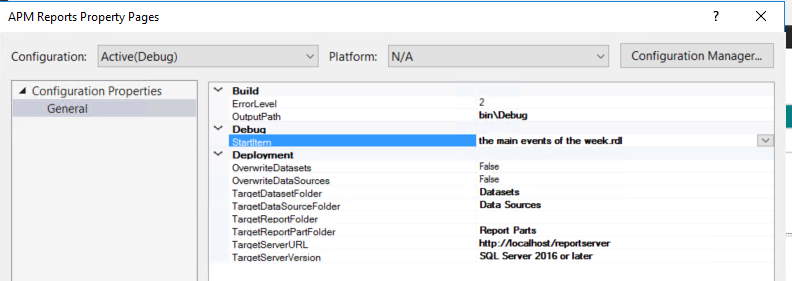 APM Reports Property Pages
Configuration: Active(Debug) Platform: N/A Configuration Manager...
Configuration Properties
General
Build
ErrorLevel 2
OutputPath bin\Debug
Debug
StartItem the main events of the week.rdl
Deployment
OverwriteDatasets False
OverwriteDataSources False
TargetDatasetFolder Datasets
TargetDataSourceFolder Data Sources
TargetReportFolder
TargetReportPartFolder Report Parts
TargetServerURL http://localhost/reportserver
TargetServerVersion SQL Server 2016 or later